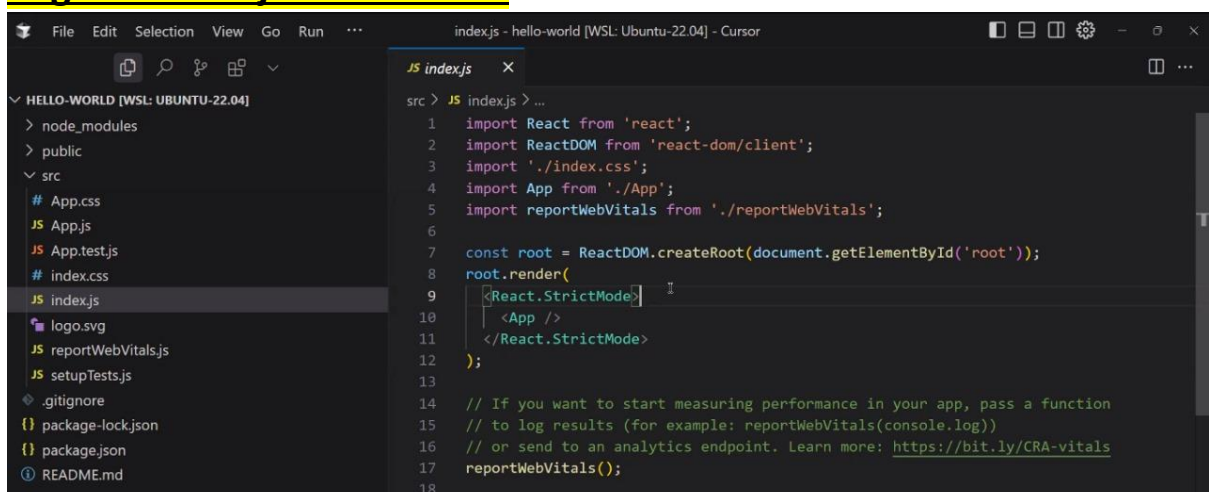 File Edit Selection View Go Run ... index.js - hello-world [WSL: Ubuntu-22.04] - Cursor
JS index.js ×
HELLO-WORLD [WSL: UBUNTU-22.04]
> node_modules
> public
src
# App.css
JS App.js
JS App.test.js
# index.css
JS index.js
logo.svg
JS reportWebVitals.js
JS setupTests.js
.gitignore
{} package-lock.json
{} package.json
README.md
src > JS index.js > ...
1 import React from 'react';
2 import ReactDOM from 'react-dom/client';
3 import './index.css';
4 import App from './App';
5 import reportWebVitals from './reportWebVitals';
6
7 const root = ReactDOM.createRoot(document.getElementById('root'));
8 root.render(
9 <React.StrictMode>
10 <App />
11 </React.StrictMode>
12 );
13
14 // If you want to start measuring performance in your app, pass a function
15 // to log results (for example: reportWebVitals(console.log))
16 // or send to an analytics endpoint. Learn more: https://bit.ly/CRA-vitals
17 reportWebVitals();
18